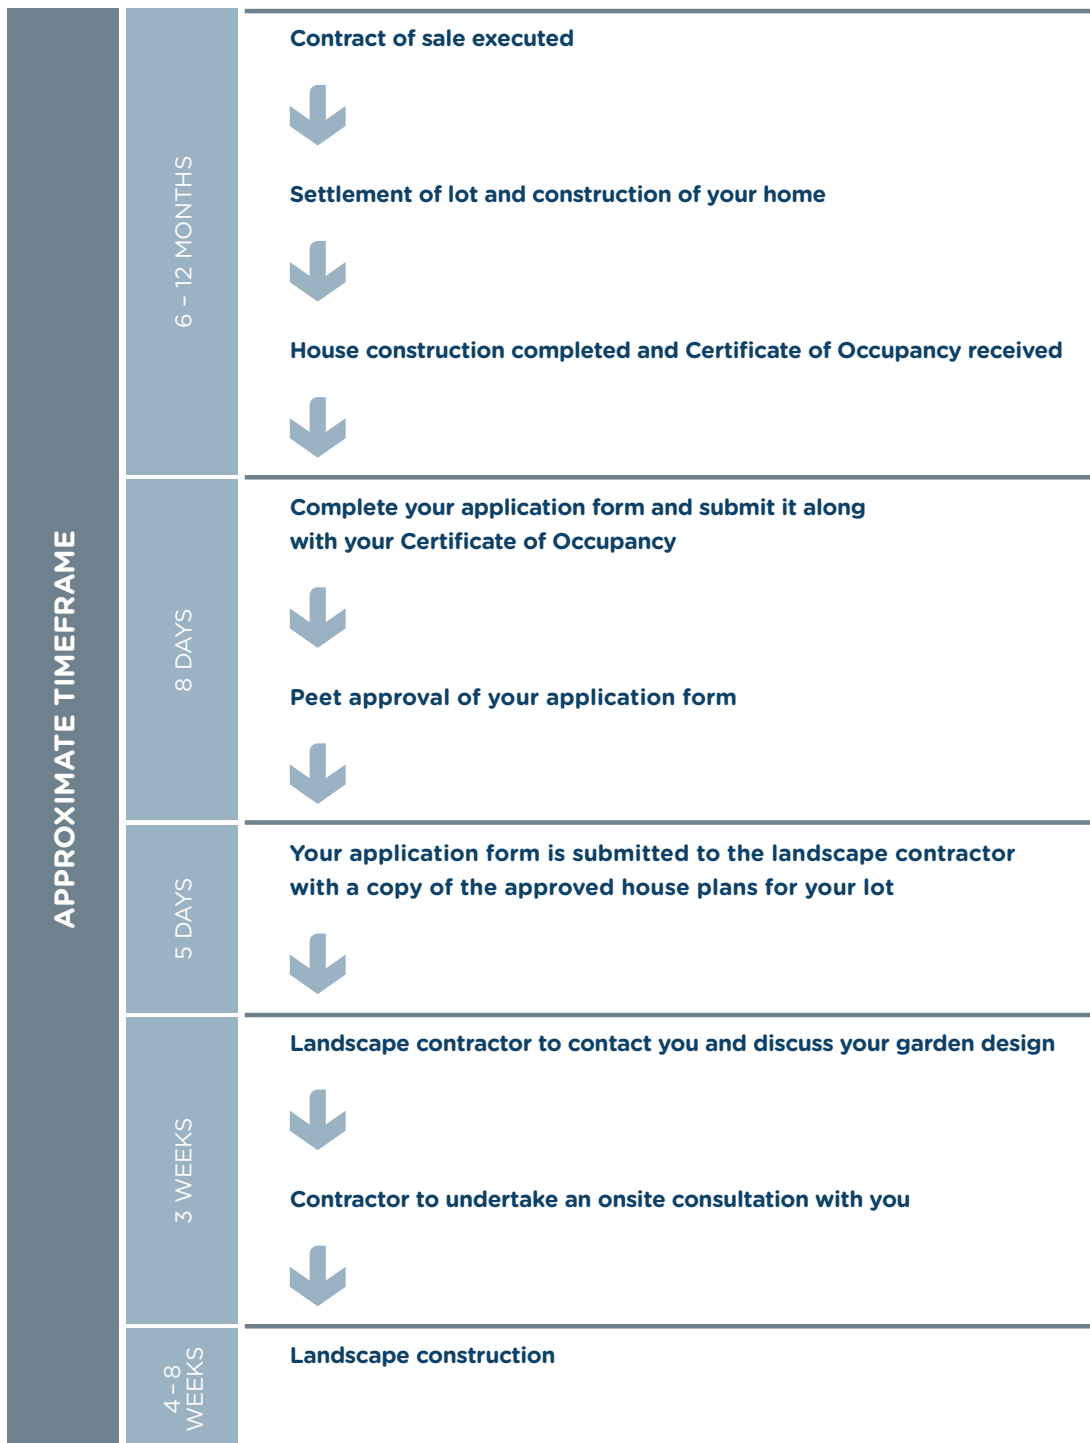 APPROXIMATE TIMEFRAME
6 – 12 MONTHS
Contract of sale executed
Settlement of lot and construction of your home
House construction completed and Certificate of Occupancy received
8 DAYS
Complete your application form and submit it along
with your Certificate of Occupancy
Peet approval of your application form
5 DAYS
Your application form is submitted to the landscape contractor
with a copy of the approved house plans for your lot
3 WEEKS
Landscape contractor to contact you and discuss your garden design
Contractor to undertake an onsite consultation with you
4 – 8
WEEKS
Landscape construction